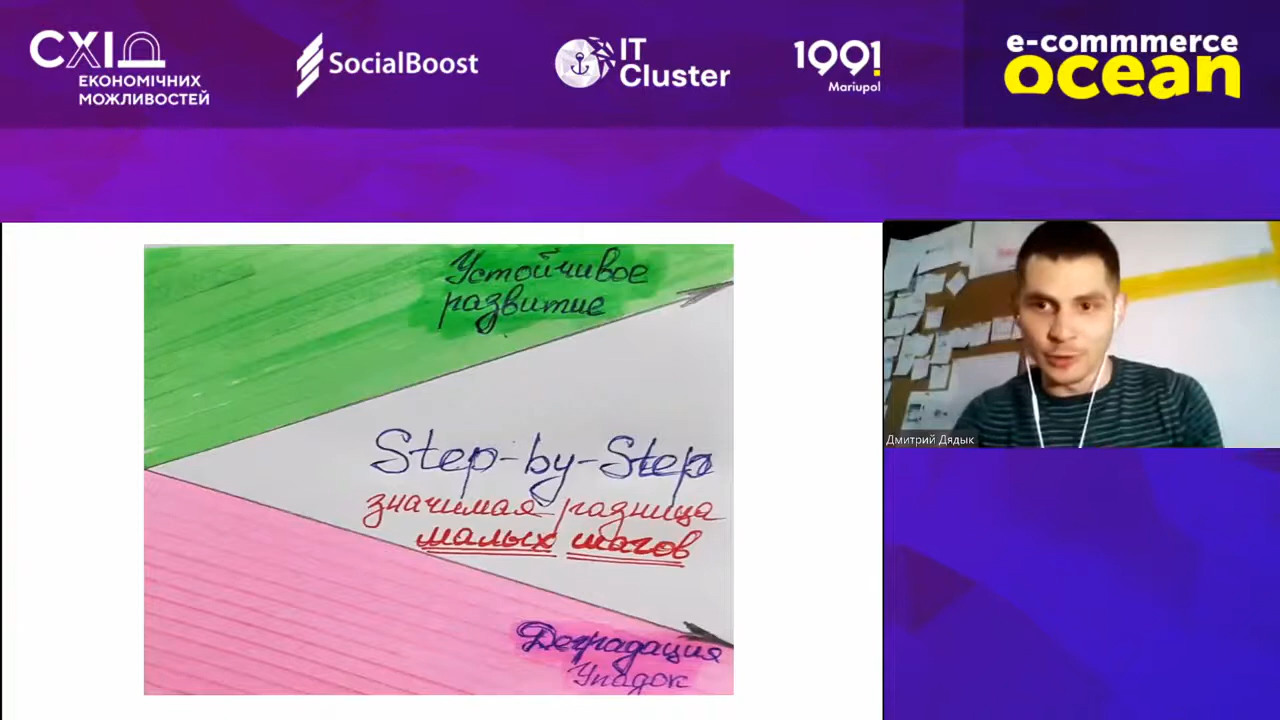 СХІД
ЕКОНОМІЧНИХ
МОЖЛИВОСТЕЙ
SocialBoost
IT
Cluster
1991
Mariupol
e-commmerce
ocean
Устойчивое
развитие
Step-by-Step
значимая разница
малых шагов
Деградация
Упадок
Дмитрий Дядык